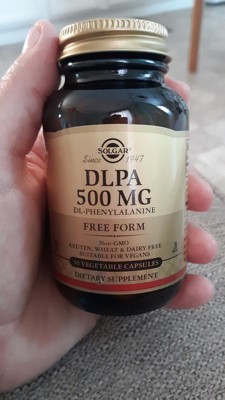 SOLGAR
Since 1947
DLPA
500 MG
DL-PHENYLALANINE
FREE FORM
Non-GMO
GLUTEN, WHEAT & DAIRY FREE
SUITABLE FOR VEGANS
50 VEGETABLE CAPSULES
DIETARY SUPPLEMENT